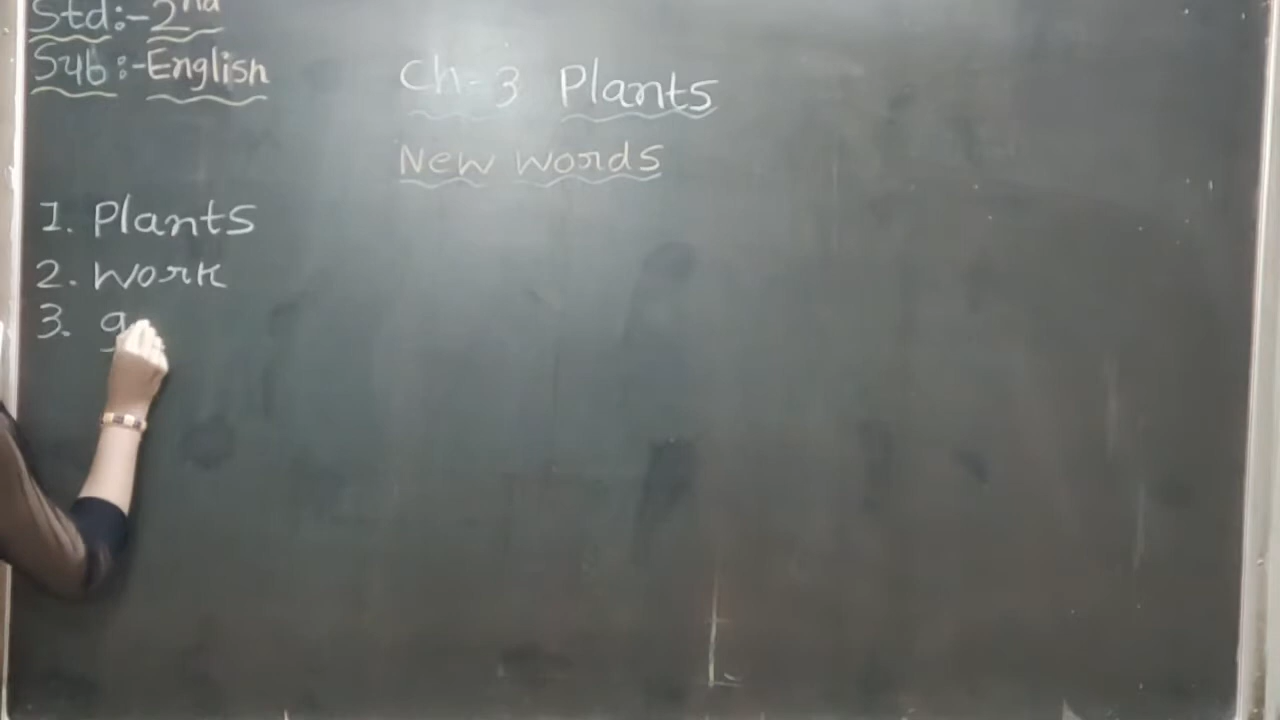 Std:-2nd
Sub:-English
Ch-3 Plants
New words
1. Plants
2. Work
3. g